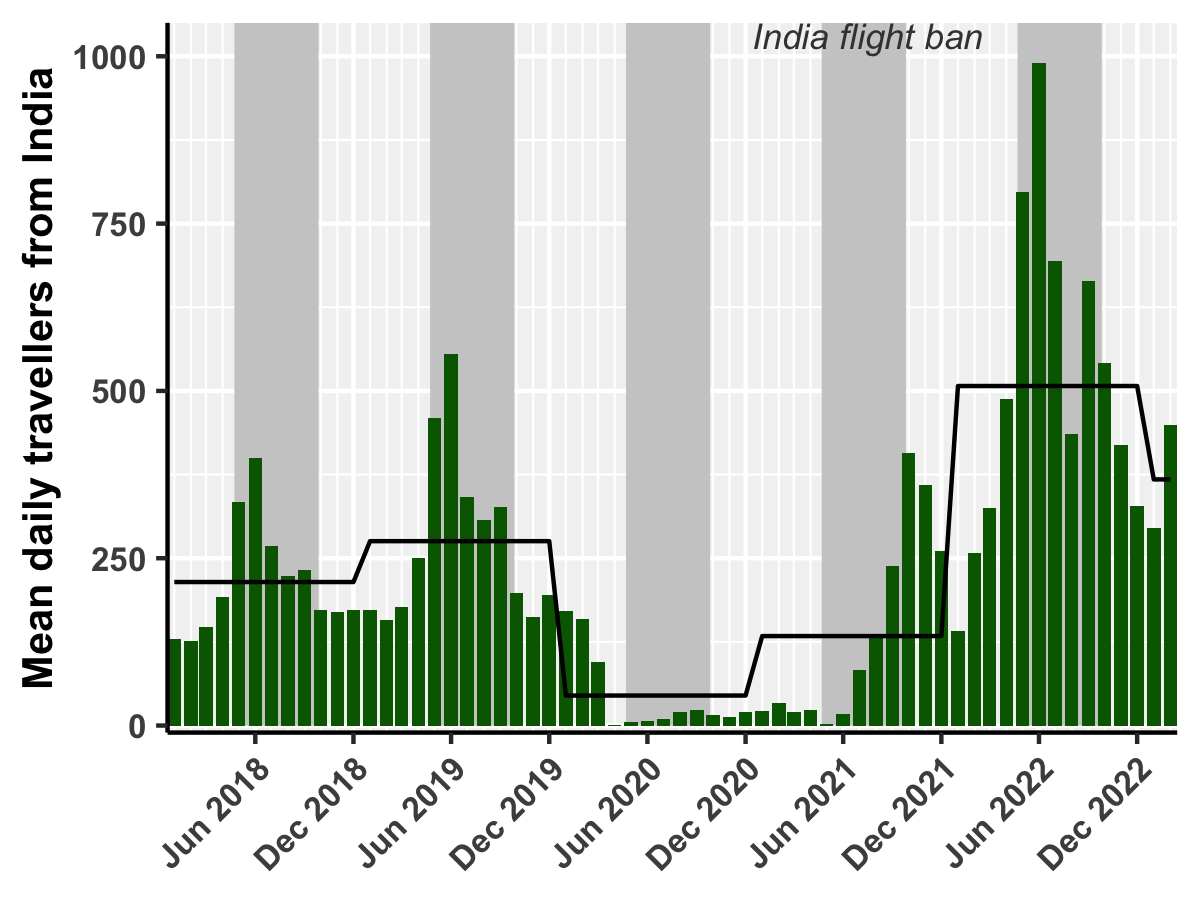 India flight ban
Mean daily travellers from India
1000
750
500
250
0
Jun 2018
Dec 2018
Jun 2019
Dec 2019
Jun 2020
Dec 2020
Jun 2021
Dec 2021
Jun 2022
Dec 2022